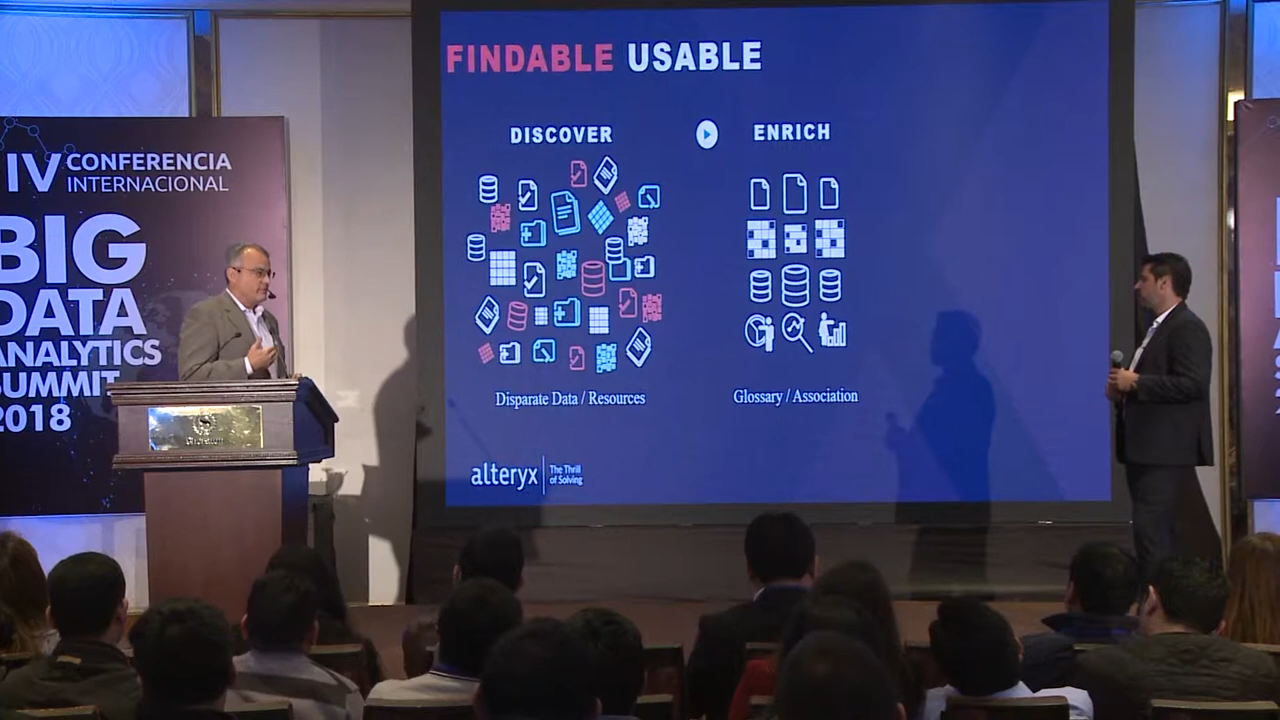 IV CONFERENCIA
INTERNACIONAL
BIG
DATA
ANALYTICS
SUMMIT
2018
FINDABLE USABLE
DISCOVER
ENRICH
Disparate Data / Resources
Glossary / Association
alteryx
The Thrill
of Solving